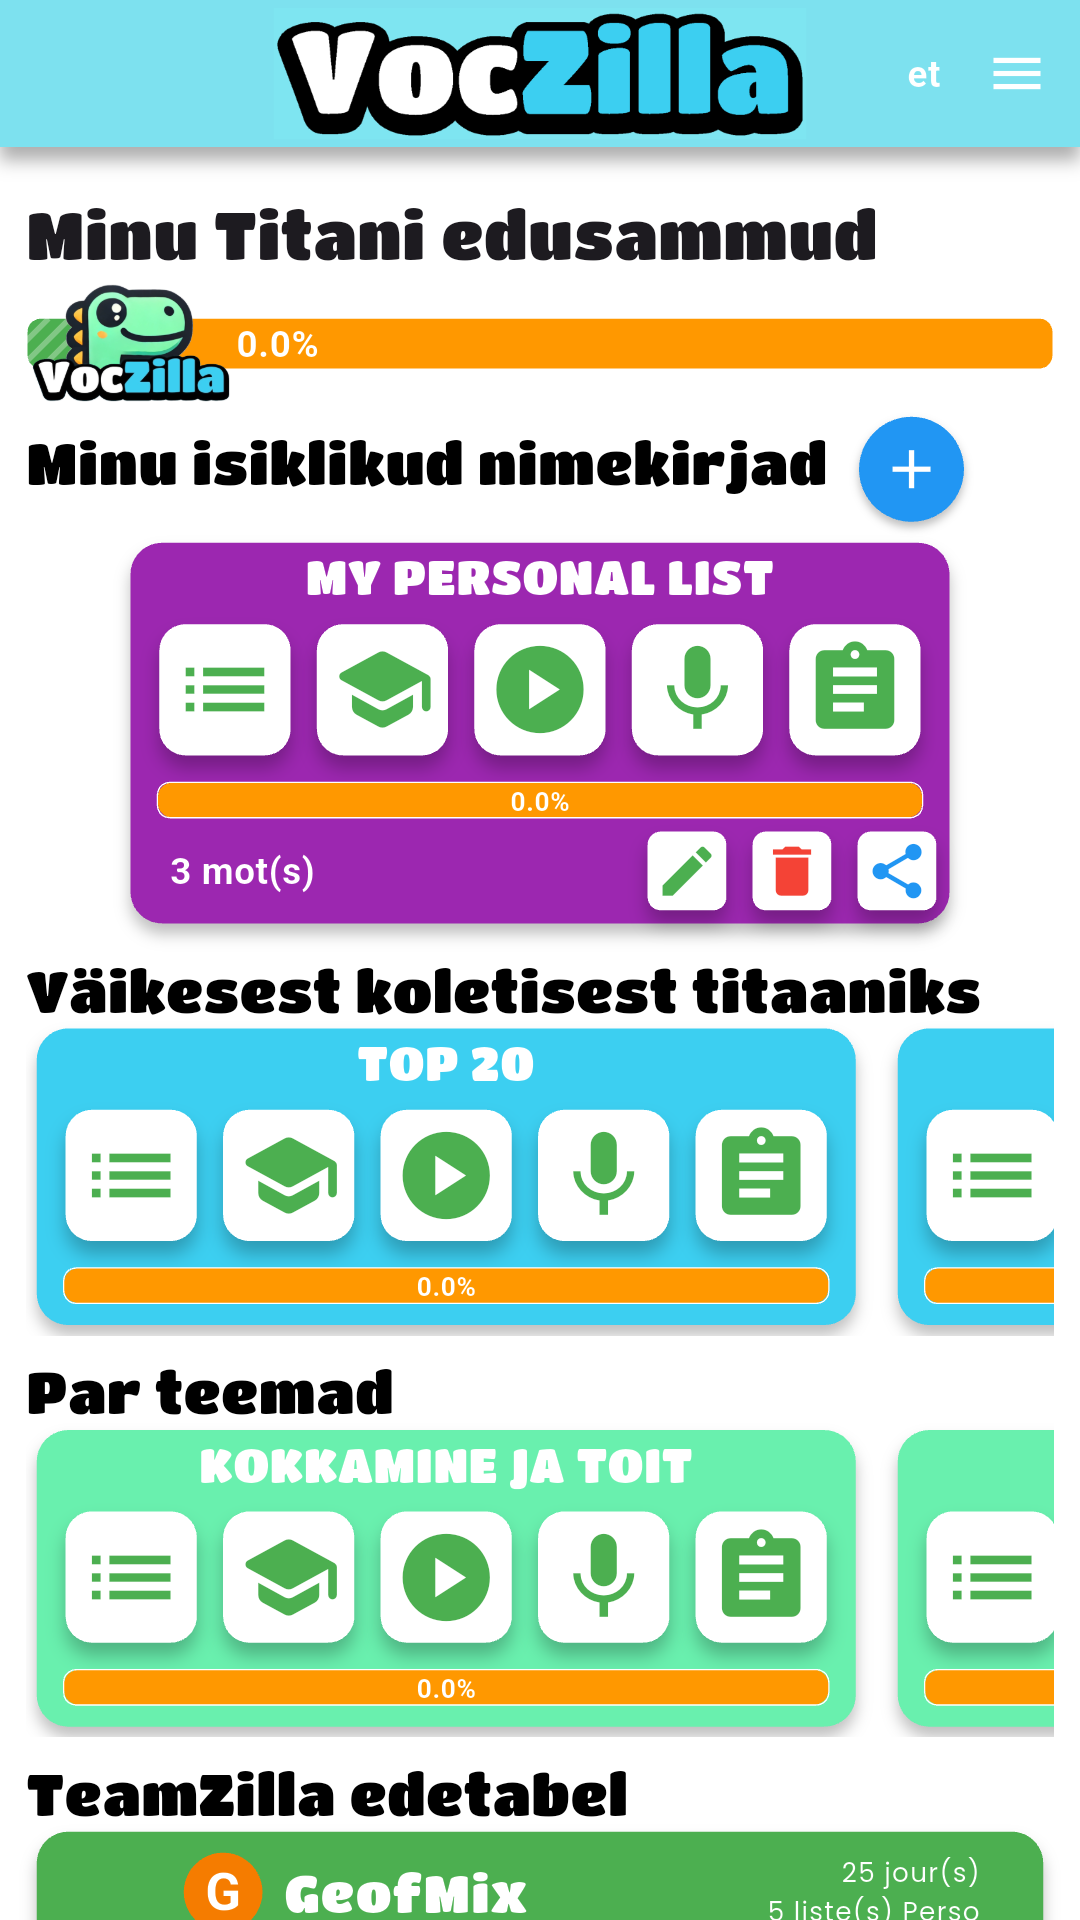 VocZilla
et
Minu Titani edusammud
0.0%
VocZilla
Minu isiklikud nimekirjad
MY PERSONAL LIST
0.0%
3 mot(s)
Väikesest koletisest titaaniks
TOP 20
0.0%
Par teemad
KOKKAMINE JA TOIT
0.0%
TeamZilla edetabel
G GeofMix
25 jour(s)
5 liste(s) Perso